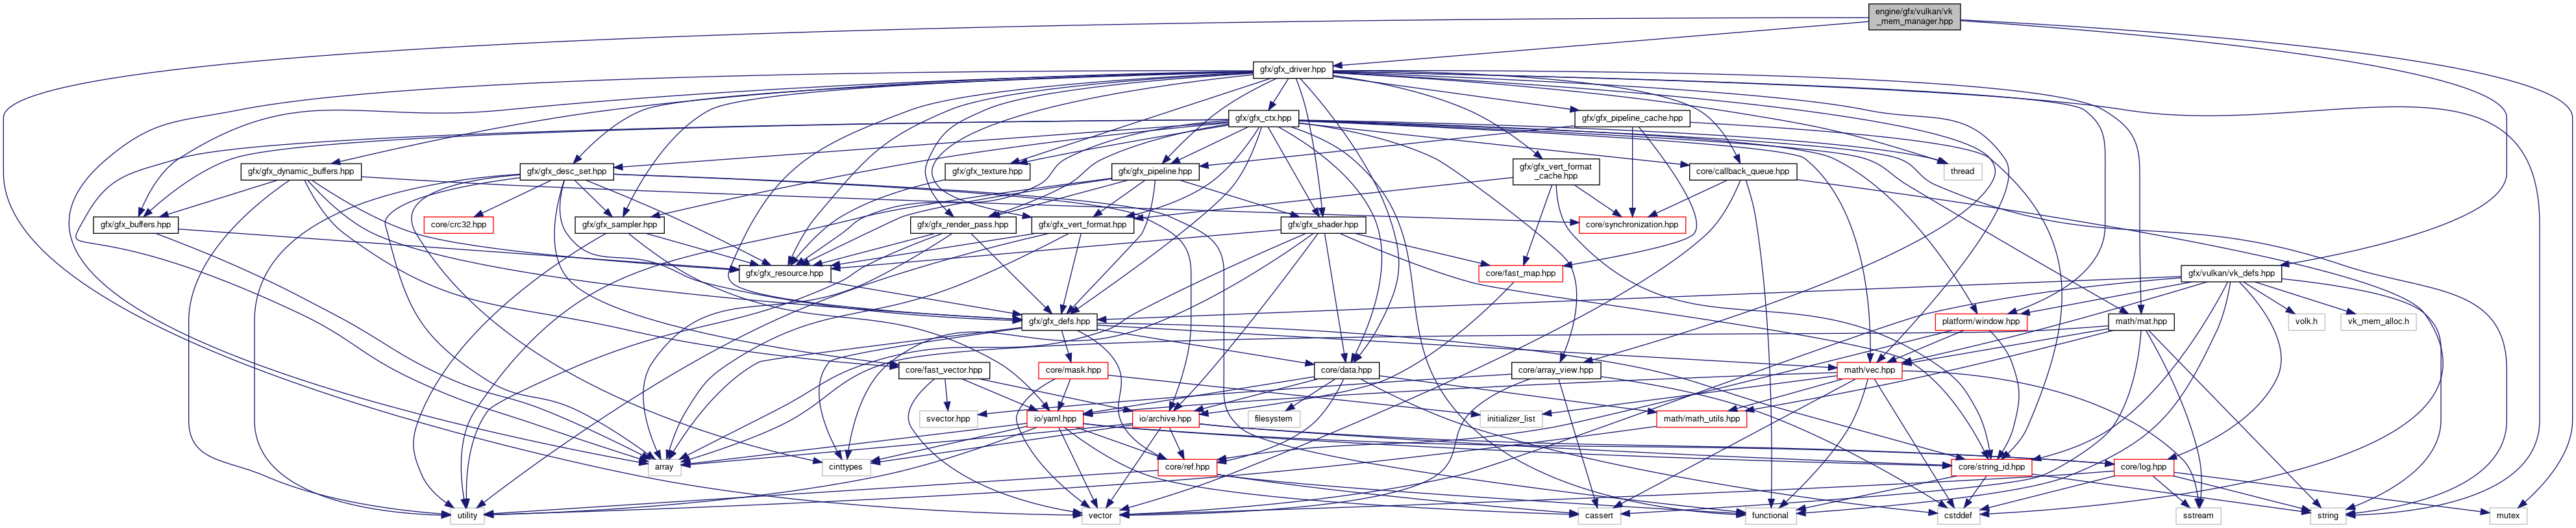 engine/gfx/vulkan/vk
_mem_manager.hpp
gfx/gfx_driver.hpp
gfx/gfx_ctx.hpp
gfx/gfx_pipeline_cache.hpp
gfx/gfx_dynamic_buffers.hpp
gfx/gfx_desc_set.hpp
gfx/gfx_texture.hpp
gfx/gfx_pipeline.hpp
gfx/gfx_vert_format
_cache.hpp
core/callback_queue.hpp
thread
gfx/gfx_buffers.hpp
core/crc32.hpp
gfx/gfx_sampler.hpp
gfx/gfx_render_pass.hpp
gfx/gfx_vert_format.hpp
gfx/gfx_shader.hpp
core/synchronization.hpp
gfx/gfx_resource.hpp
core/fast_map.hpp
gfx/vulkan/vk_defs.hpp
gfx/gfx_defs.hpp
platform/window.hpp
math/mat.hpp
volk.h
vk_mem_alloc.h
core/fast_vector.hpp
core/mask.hpp
core/data.hpp
core/array_view.hpp
math/vec.hpp
svector.hpp
io/yaml.hpp
io/archive.hpp
filesystem
initializer_list
math/math_utils.hpp
array
cinttypes
core/ref.hpp
core/string_id.hpp
core/log.hpp
utility
vector
cassert
functional
cstddef
sstream
string
mutex